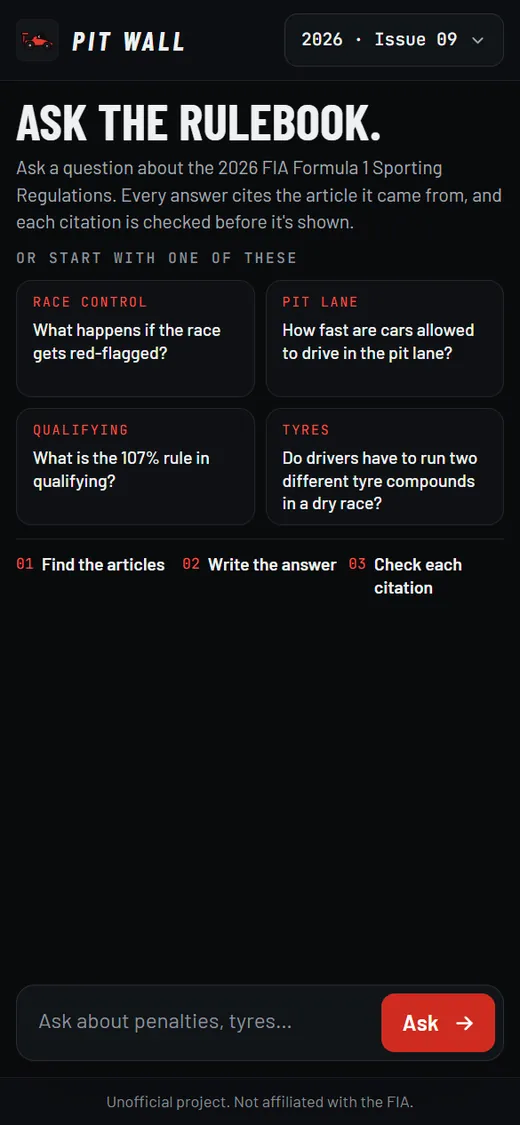 PIT WALL
2026 · Issue 09
ASK THE RULEBOOK.
Ask a question about the 2026 FIA Formula 1 Sporting
Regulations. Every answer cites the article it came from, and
each citation is checked before it's shown.
OR START WITH ONE OF THESE
RACE CONTROL
What happens if the race
gets red-flagged?
PIT LANE
How fast are cars allowed
to drive in the pit lane?
QUALIFYING
What is the 107% rule in
qualifying?
TYRES
Do drivers have to run two
different tyre compounds
in a dry race?
01 Find the articles
02 Write the answer
03 Check each
citation
Ask about penalties, tyres...
Ask →
Unofficial project. Not affiliated with the FIA.